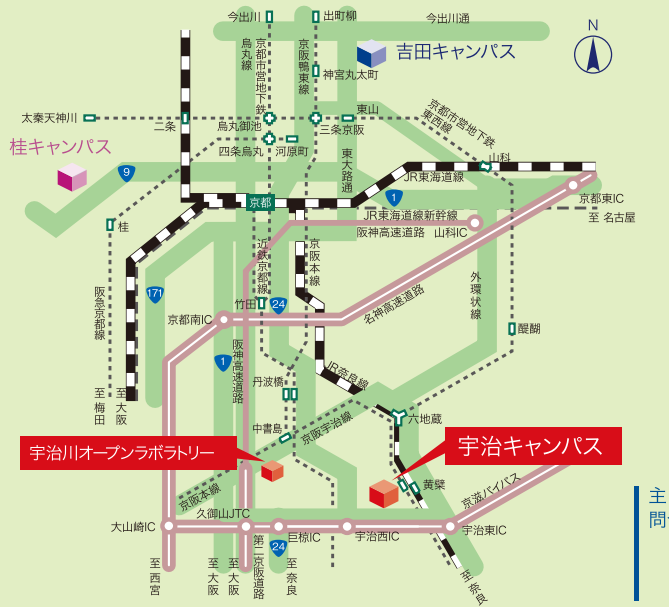 今出川
出町柳
今出川通
N
烏丸線
京都市営地下鉄
京阪鴨東線
吉田キャンパス
神宮丸太町
太秦天神川
二条
烏丸御池
三条京阪
東山
京都市営地下鉄
東西線
桂キャンパス
四条烏丸
河原町
東大路通
山科
9
JR東海道線
京都
1
京都東IC
JR東海道線新幹線
至 名古屋
阪神高速道路
山科IC
桂
近鉄京都線
京阪本線
外環状線
阪急京都線
171
竹田
24
名神高速道路
京都南IC
醍醐
1
阪神高速道路
JR奈良線
丹波橋
至梅田
至大阪
中書島
京阪宇治線
六地蔵
宇治川オープンラボラトリー
宇治キャンパス
黄檗
京阪本線
京滋バイパス
主
問
久御山JTC
大山崎IC
第二京阪道路
巨椋IC
宇治西IC
宇治東IC
24
至西宮
至大阪
至大阪
至奈良
至奈良